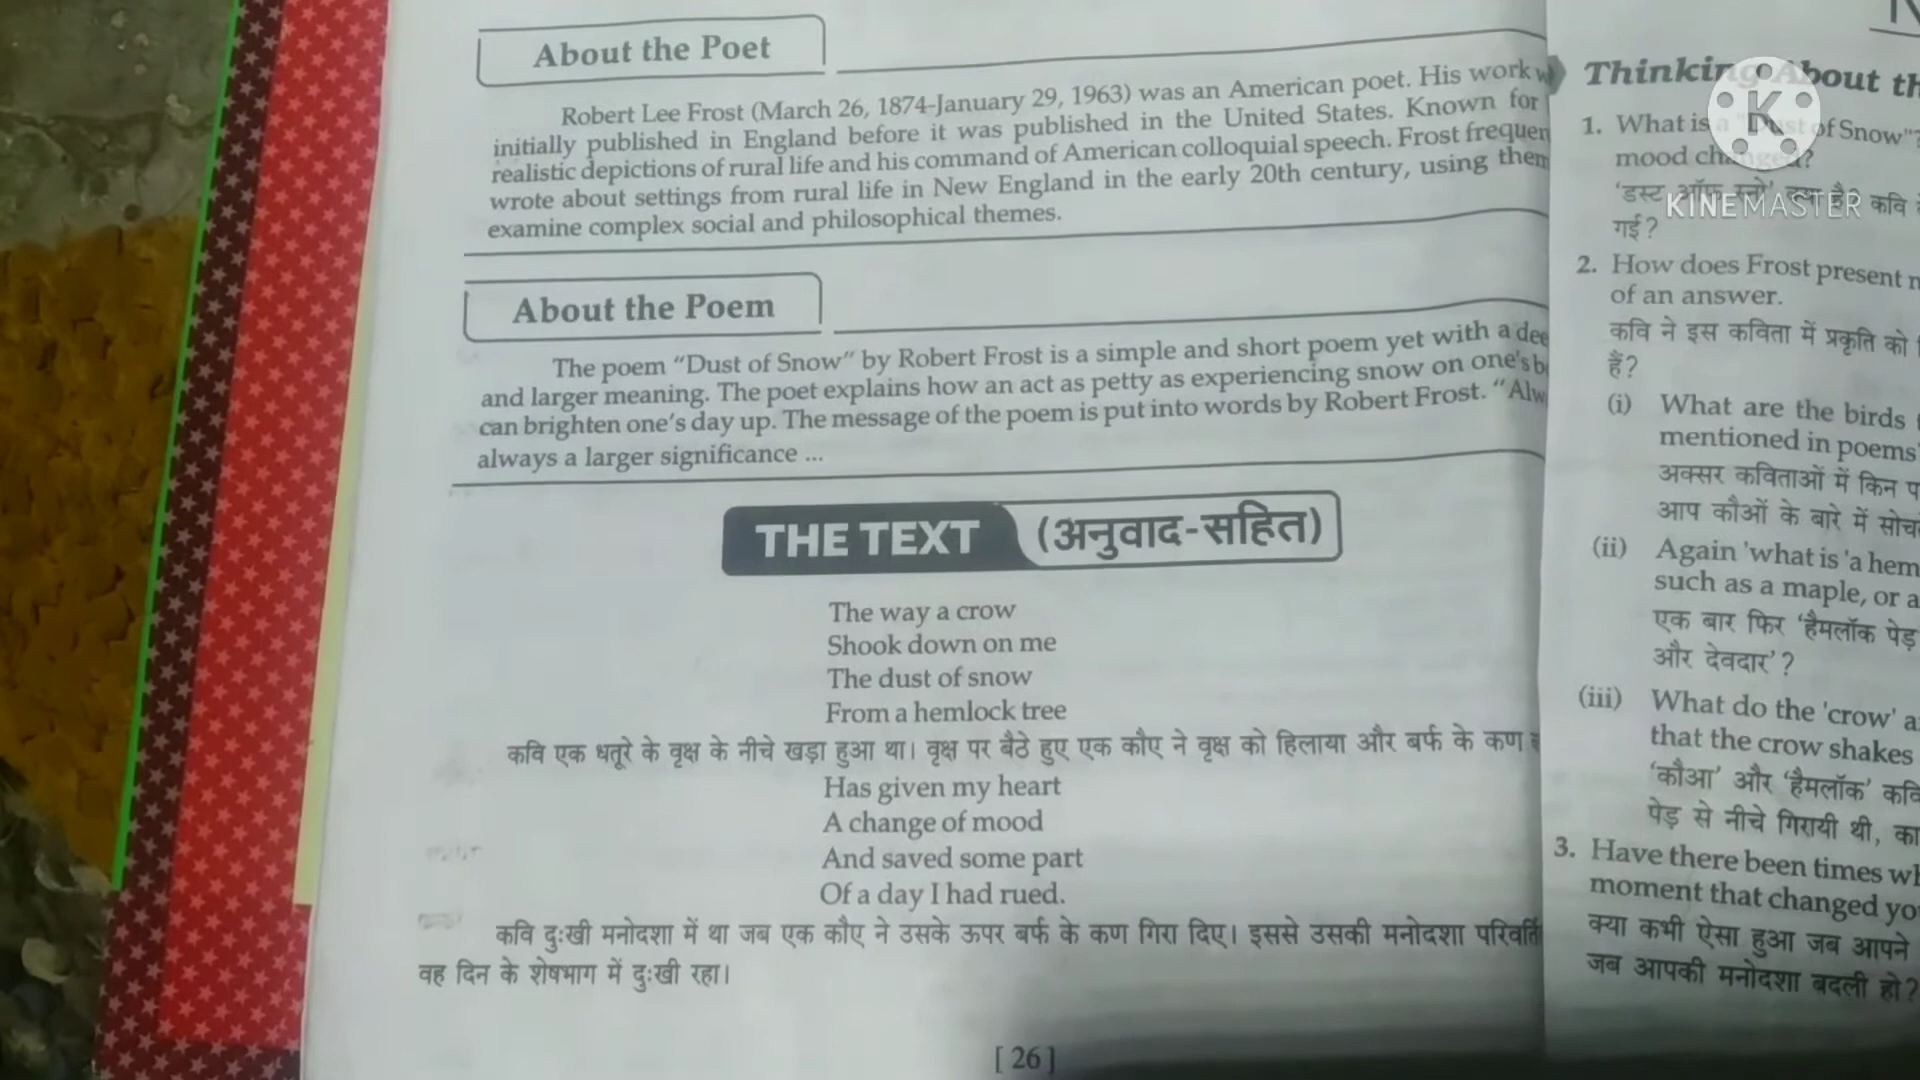 About the Poet
Robert Lee Frost (March 26, 1874-January 29, 1963) was an American poet. His work
initially published in England before it was published in the United States. Known for
realistic depictions of rural life and his command of American colloquial speech. Frost
wrote about settings from rural life in New England in the early 20th century, using
examine complex social and philosophical themes.
About the Poem
The poem “Dust of Snow” by Robert Frost is a simple and short poem yet with a
and larger meaning. The poet explains how an act as petty as experiencing snow on one's
can brighten one's day up. The message of the poem is put into words by Robert Frost. “
always a larger significance ...
THE TEXT (अनुवाद-सहित)
The way a crow
Shook down on me
The dust of snow
From a hemlock tree
कवि एक धतूरे के वृक्ष के नीचे खड़ा हुआ था। वृक्ष पर बैठे हुए एक कौए ने वृक्ष को हिलाया और बर्फ के कण
Has given my heart
A change of mood
And saved some part
Of a day I had rued.
कवि दुःखी मनोदशा में था जब एक कौए ने उसके ऊपर बर्फ के कण गिरा दिए। इससे उसकी मनोदशा
वह दिन के शेषभाग में दुःखी रहा।
[ 26 ]
Thinking About
1. What is a "Dust of Snow"?
mood changed?
'डस्ट ऑफ स्नो' क्या है? कवि
गई?
2. How does Frost present
of an answer.
कवि ने इस कविता में प्रकृति को
हैं?
(i) What are the birds
mentioned in poems
अक्सर कविताओं में किन
आप कौओं के बारे में
(ii) Again 'what is 'a
such as a maple, or
एक बार फिर 'हैमलॉक पेड़
और देवदार'?
(iii) What do the 'crow'
that the crow shakes
'कौआ' और 'हैमलॉक'
पेड़ से नीचे गिरायी थी,
3. Have there been times
moment that changed
क्या कभी ऐसा हुआ जब आपने
जब आपकी मनोदशा बदली हो?
KINEMASTER